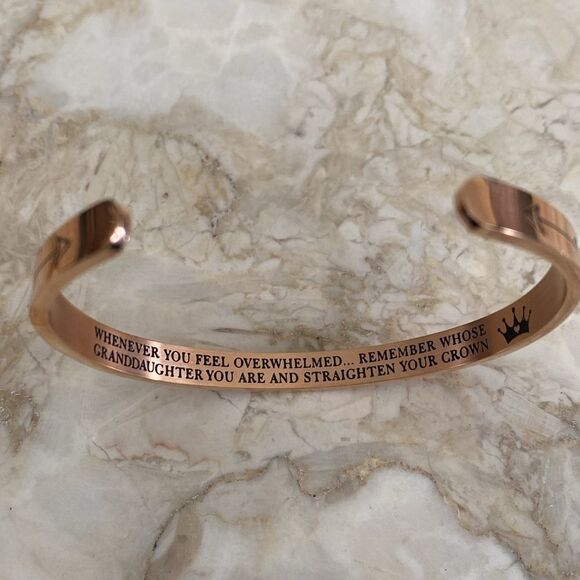 WHENEVER YOU FEEL OVERWHELMED... REMEMBER WHOSE
GRANDDAUGHTER YOU ARE AND STRAIGHTEN YOUR CROWN